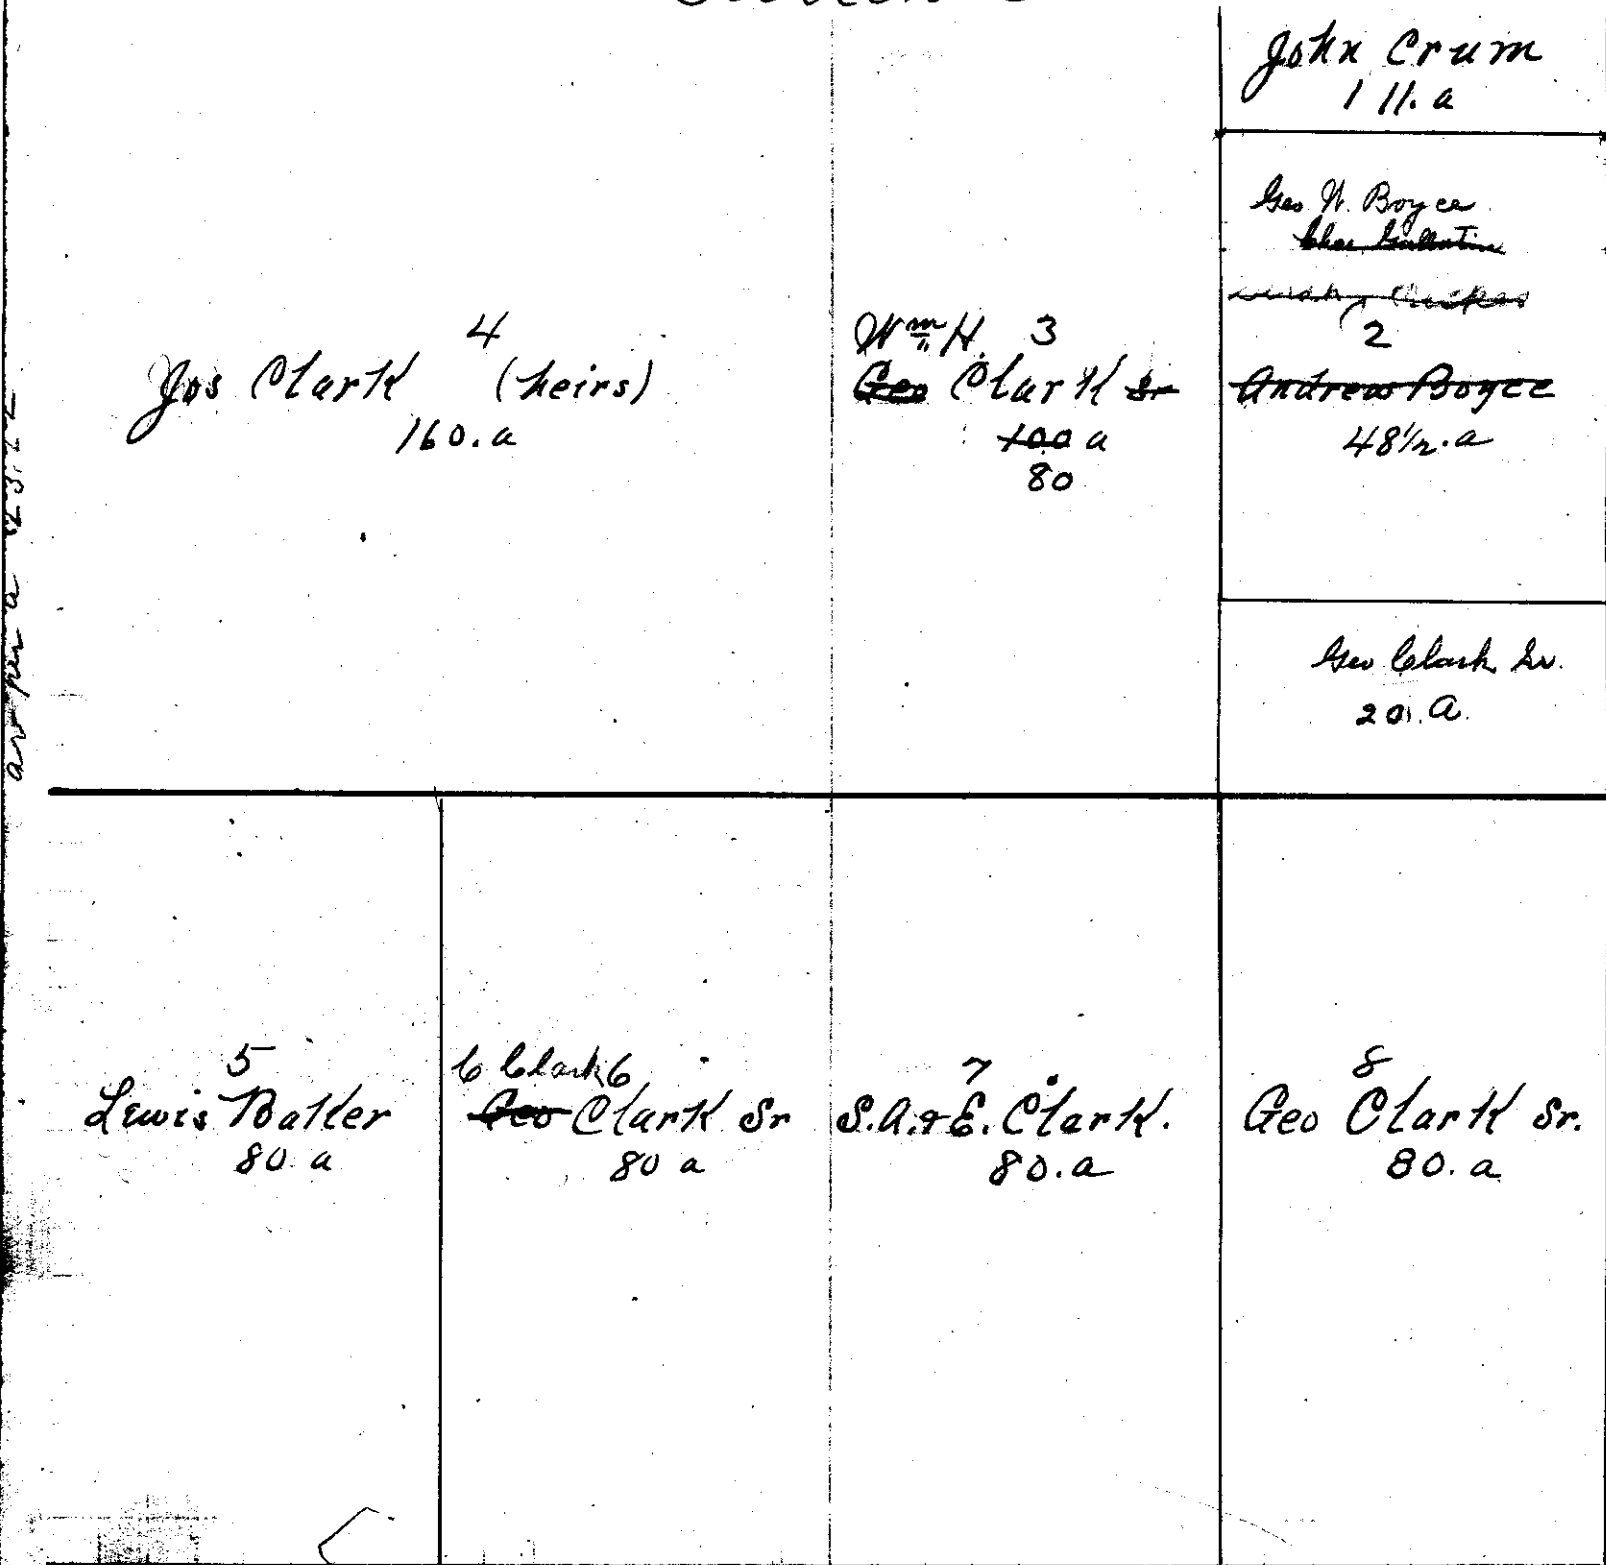 John Crum
1 11. a
Geo W. Boyce
2
Andrew Boyce
48½. a
4
Jos Clark (heirs)
160. a
Wm H. 3
Geo Clark Sr
100 a
80
Geo Clark Sr.
20. A.
5
Lewis Baker
80 a
C Clark 6
Geo Clark Sr
80 a
7
S.A. & E. Clark.
80. a
8
Geo Clark Sr.
80. a